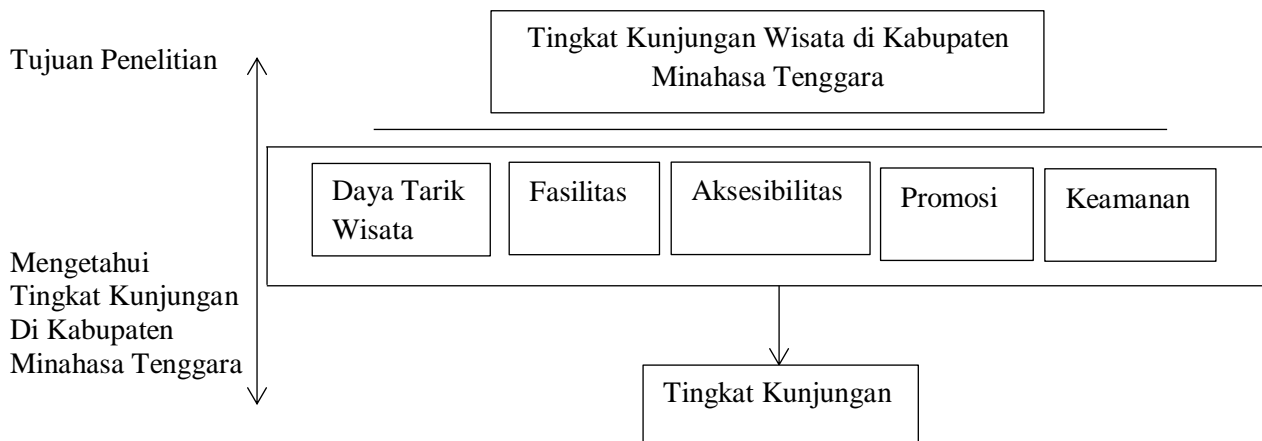 Tingkat Kunjungan Wisata di Kabupaten
Minahasa Tenggara
Tujuan Penelitian
Daya Tarik
Wisata
Fasilitas
Aksesibilitas
Promosi
Keamanan
Mengetahui
Tingkat Kunjungan
Di Kabupaten
Minahasa Tenggara
Tingkat Kunjungan